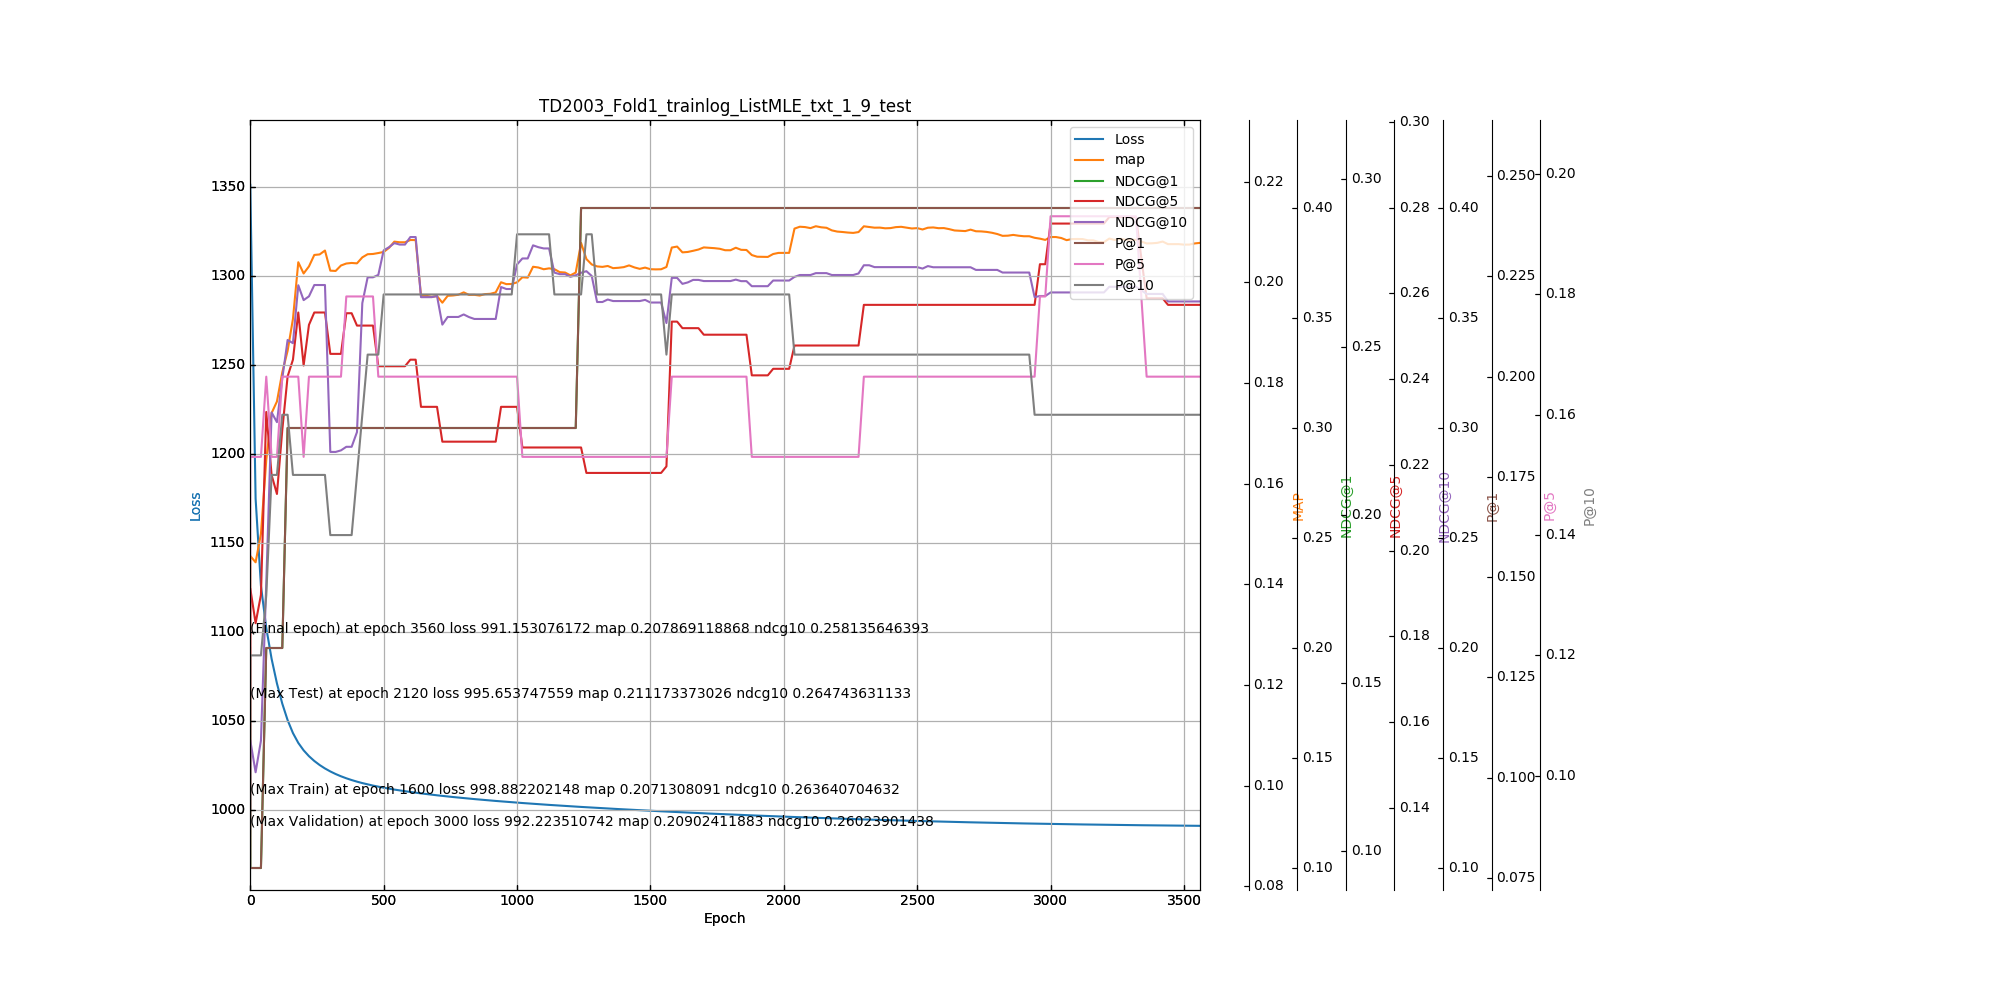 TD2003_Fold1_trainlog_ListMLE_txt_1_9_test
Loss
map
NDCG@1
NDCG@5
NDCG@10
P@1
P@5
P@10
1350
1300
1250
1200
1150
1100
1050
1000
Loss
(Final epoch) at epoch 3560 loss 991.153076172 map 0.207869118868 ndcg10 0.258135646393
(Max Test) at epoch 2120 loss 995.653747559 map 0.211173373026 ndcg10 0.264743631133
(Max Train) at epoch 1600 loss 998.882202148 map 0.2071308091 ndcg10 0.263640704632
(Max Validation) at epoch 3000 loss 992.223510742 map 0.20902411883 ndcg10 0.26023901438
0 500 1000 1500 2000 2500 3000 3500
Epoch
0.22
0.20
0.18
0.16
0.14
0.12
0.10
0.08
MAP
0.40
0.35
0.30
0.25
0.20
0.15
0.10
NDCG@1
0.30
0.25
0.20
0.15
0.10
NDCG@5
0.30
0.28
0.26
0.24
0.22
0.20
0.18
0.16
0.14
NDCG@10
0.40
0.35
0.30
0.25
0.20
0.15
0.10
P@1
0.250
0.225
0.200
0.175
0.150
0.125
0.100
0.075
P@5
0.20
0.18
0.16
0.14
0.12
0.10
P@10